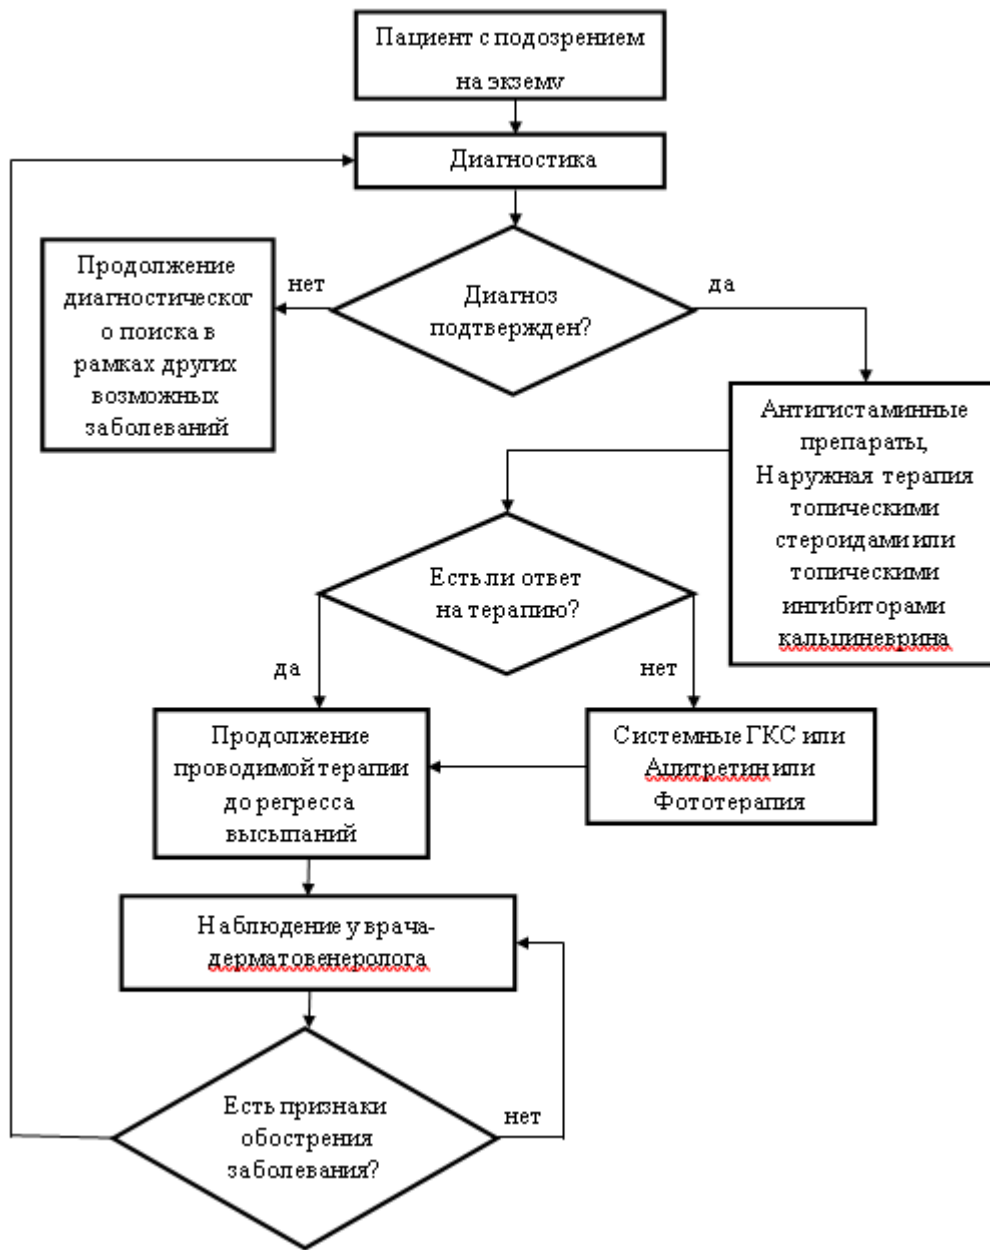 Пациент с подозрением
на экзему
Диагностика
Диагноз
подтвержден?
нет
да
Продолжение
диагностическог
о поиска в
рамках других
возможных
заболеваний
Антигистаминные
препараты,
Наружная терапия
топическими
стероидами или
топическими
ингибиторами
кальциневрина
Есть ли ответ
на терапию?
да
нет
Продолжение
проводимой терапии
до регресса
высыпаний
Системные ГКС или
Ацитретин или
Фототерапия
Наблюдение у врача-
дерматовенеролога
Есть признаки
обострения
заболевания?
нет